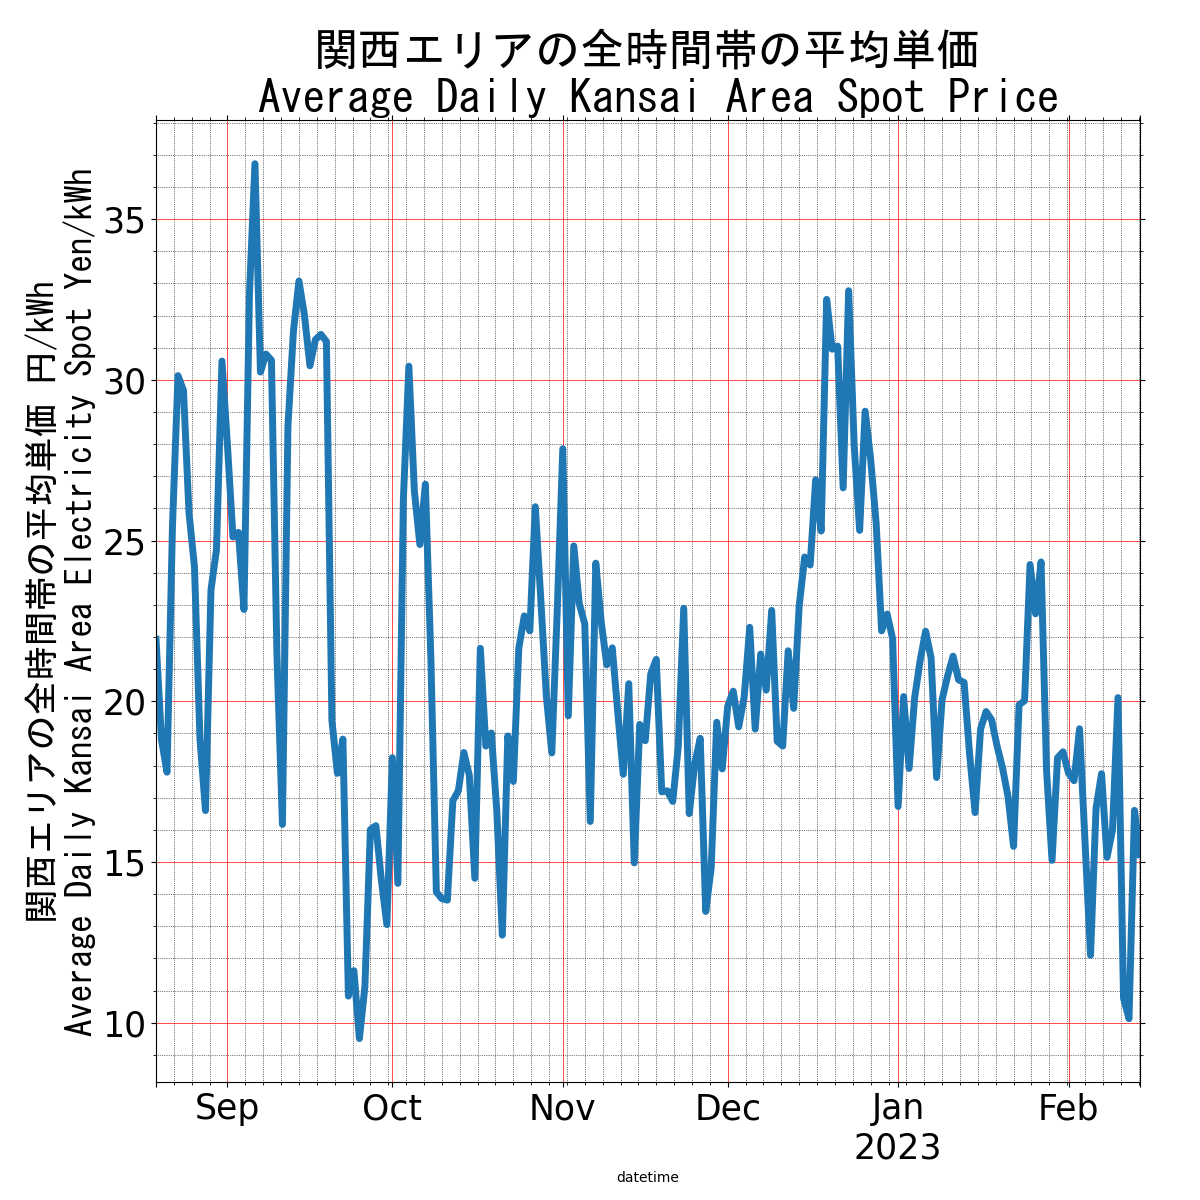 関西エリアの全時間帯の平均単価
Average Daily Kansai Area Spot Price
関西エリアの全時間帯の平均単価 円/kWh
Average Daily Kansai Area Electricity Spot Yen/kWh
35
30
25
20
15
10
Sep
Oct
Nov
Dec
Jan
2023
Feb
datetime